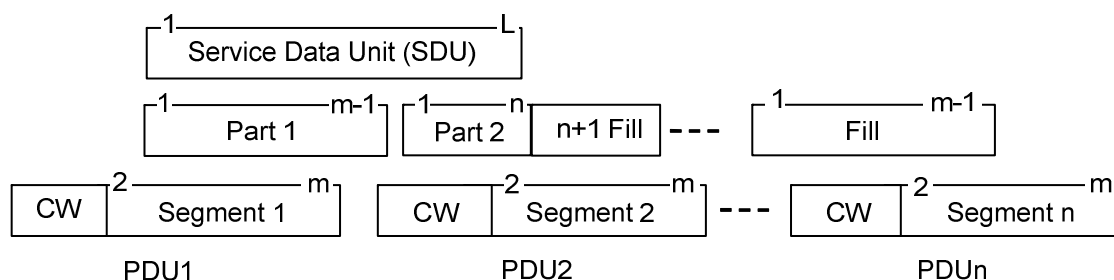 1 L
Service Data Unit (SDU)
1 m-1 1 n 1 m-1
Part 1 Part 2 n+1 Fill Fill
2 m 2 m 2 m
CW Segment 1 CW Segment 2 CW Segment n
PDU1 PDU2 PDUn